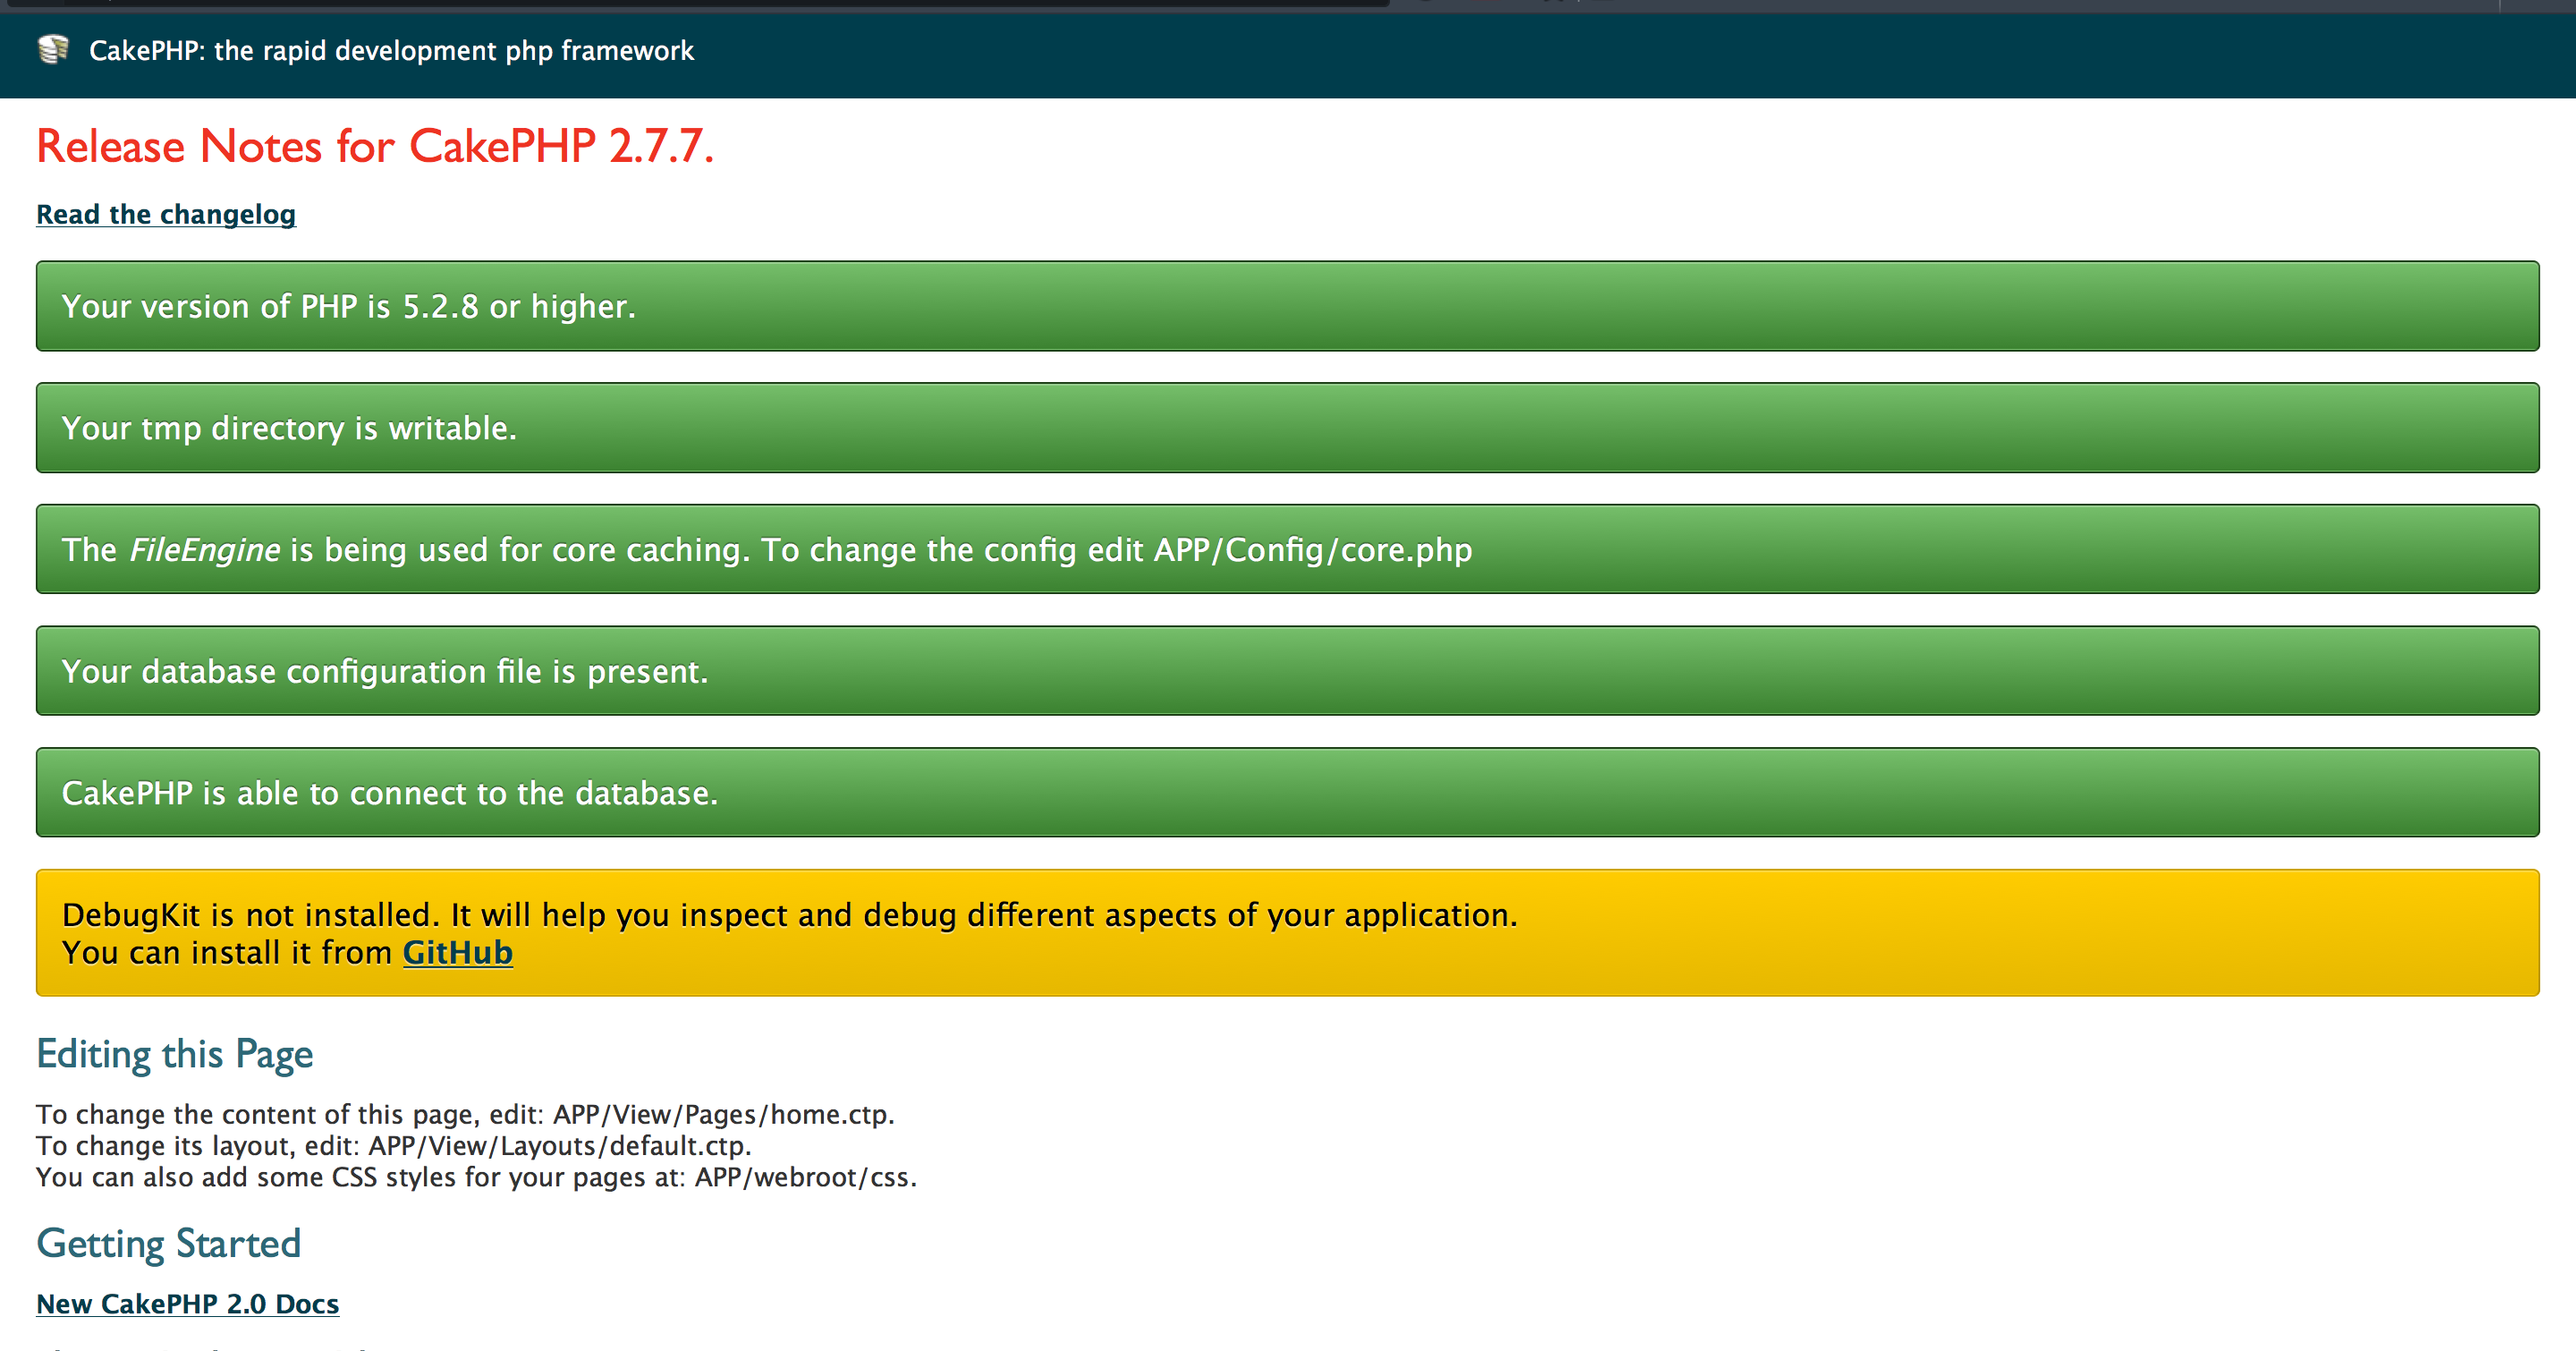 CakePHP: the rapid development php framework
Release Notes for CakePHP 2.7.7.
Read the changelog
Your version of PHP is 5.2.8 or higher.
Your tmp directory is writable.
The FileEngine is being used for core caching. To change the config edit APP/Config/core.php
Your database configuration file is present.
CakePHP is able to connect to the database.
DebugKit is not installed. It will help you inspect and debug different aspects of your application.
You can install it from GitHub
Editing this Page
To change the content of this page, edit: APP/View/Pages/home.ctp.
To change its layout, edit: APP/View/Layouts/default.ctp.
You can also add some CSS styles for your pages at: APP/webroot/css.
Getting Started
New CakePHP 2.0 Docs